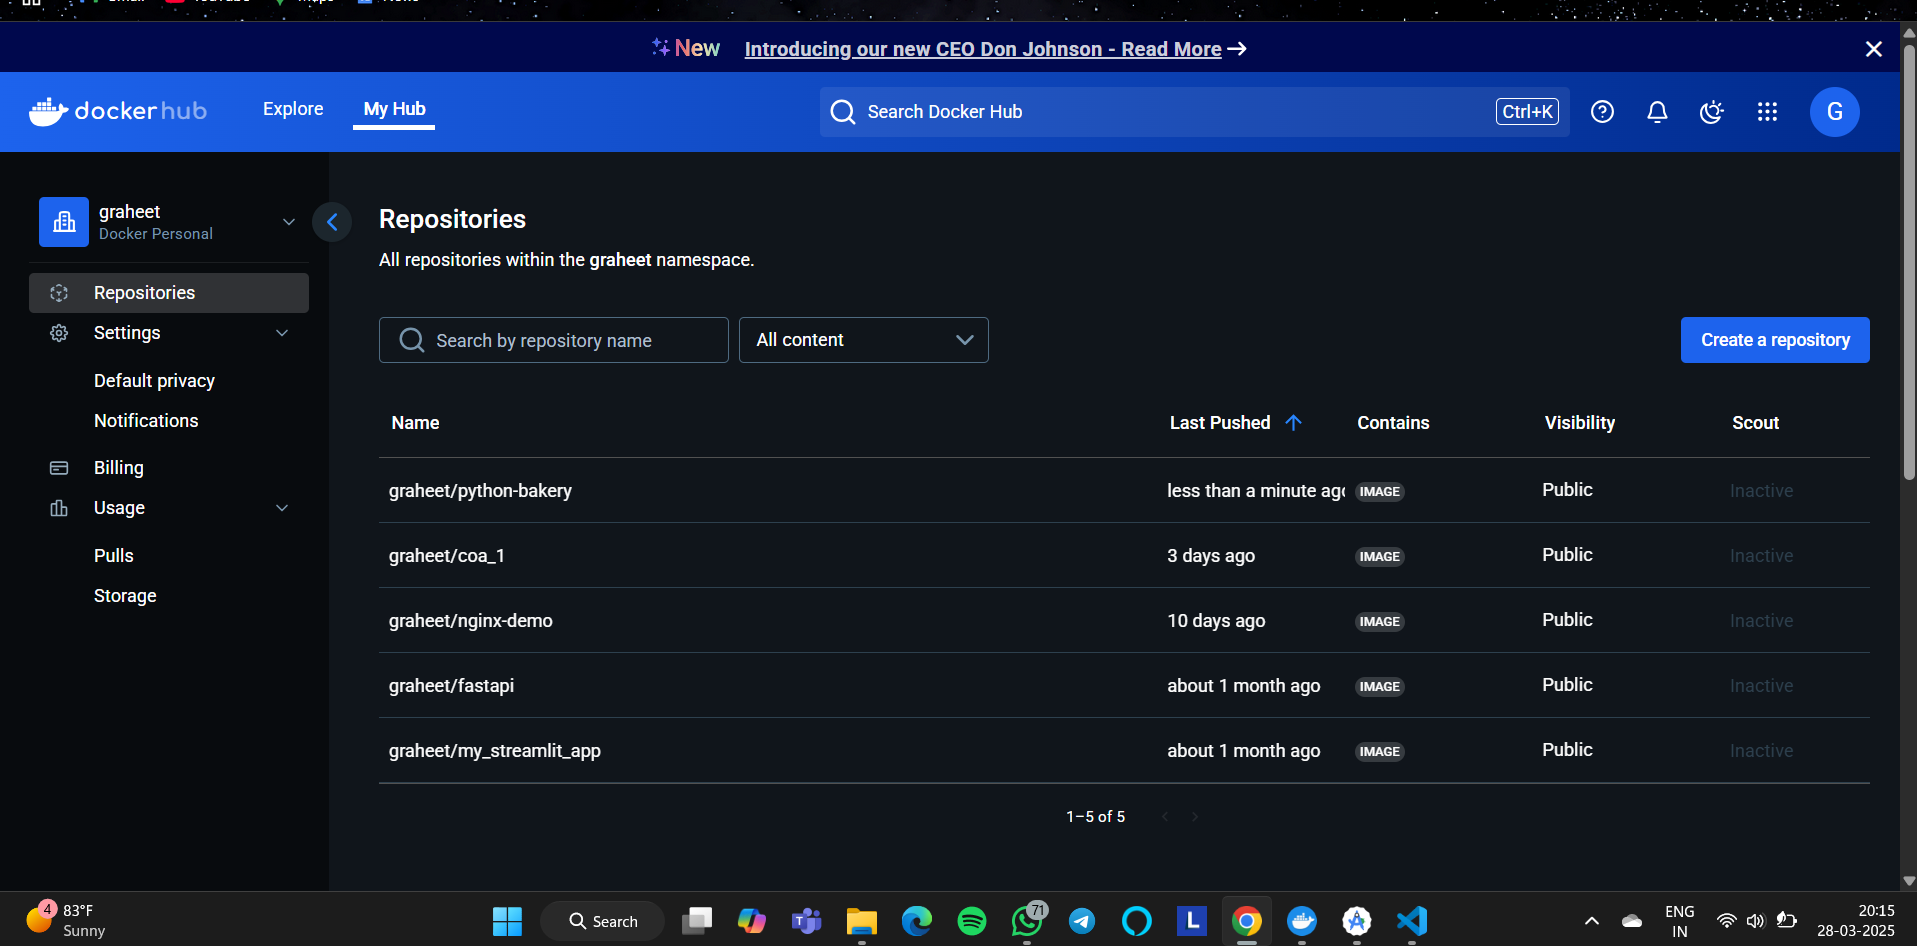 New Introducing our new CEO Don Johnson - Read More →
dockerhub Explore My Hub Search Docker Hub Ctrl+K G
graheet
Docker Personal
Repositories
Settings
Default privacy
Notifications
Billing
Usage
Pulls
Storage
Repositories
All repositories within the graheet namespace.
Search by repository name All content Create a repository
Name Last Pushed Contains Visibility Scout
graheet/python-bakery less than a minute ago IMAGE Public Inactive
graheet/coa_1 3 days ago IMAGE Public Inactive
graheet/nginx-demo 10 days ago IMAGE Public Inactive
graheet/fastapi about 1 month ago IMAGE Public Inactive
graheet/my_streamlit_app about 1 month ago IMAGE Public Inactive
1–5 of 5
4 83°F
Sunny
Search
71
L
ENG
IN
20:15
28-03-2025